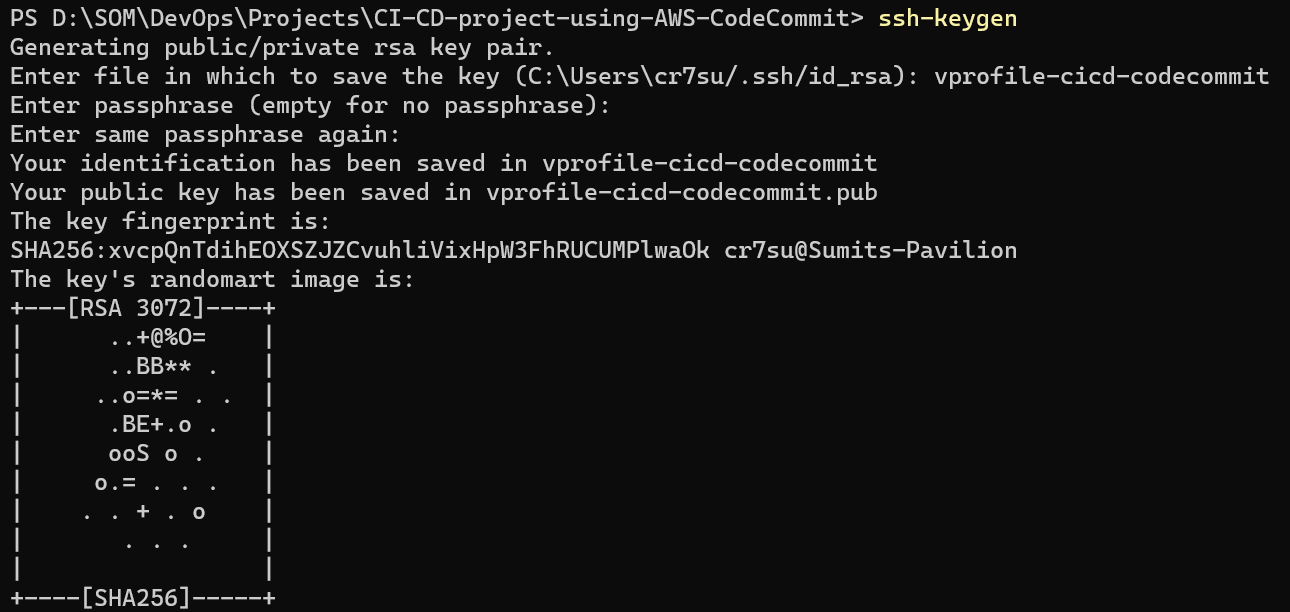 PS D:\SOM\DevOps\Projects\CI-CD-project-using-AWS-CodeCommit> ssh-keygen
Generating public/private rsa key pair.
Enter file in which to save the key (C:\Users\cr7su/.ssh/id_rsa): vprofile-cicd-codecommit
Enter passphrase (empty for no passphrase):
Enter same passphrase again:
Your identification has been saved in vprofile-cicd-codecommit
Your public key has been saved in vprofile-cicd-codecommit.pub
The key fingerprint is:
SHA256:xvcpQnTdihEOXSZJZCvuhliVixHpW3FhRUCUMPlwaOk cr7su@Sumits-Pavilion
The key's randomart image is:
+---[RSA 3072]----+
|      ..+@%O=    |
|      ..BB** .   |
|     ..o=*= . .  |
|      .BE+.o .   |
|      ooS o .    |
|     o.= . . .   |
|    . . + . o    |
|       . . .     |
|                 |
+----[SHA256]-----+